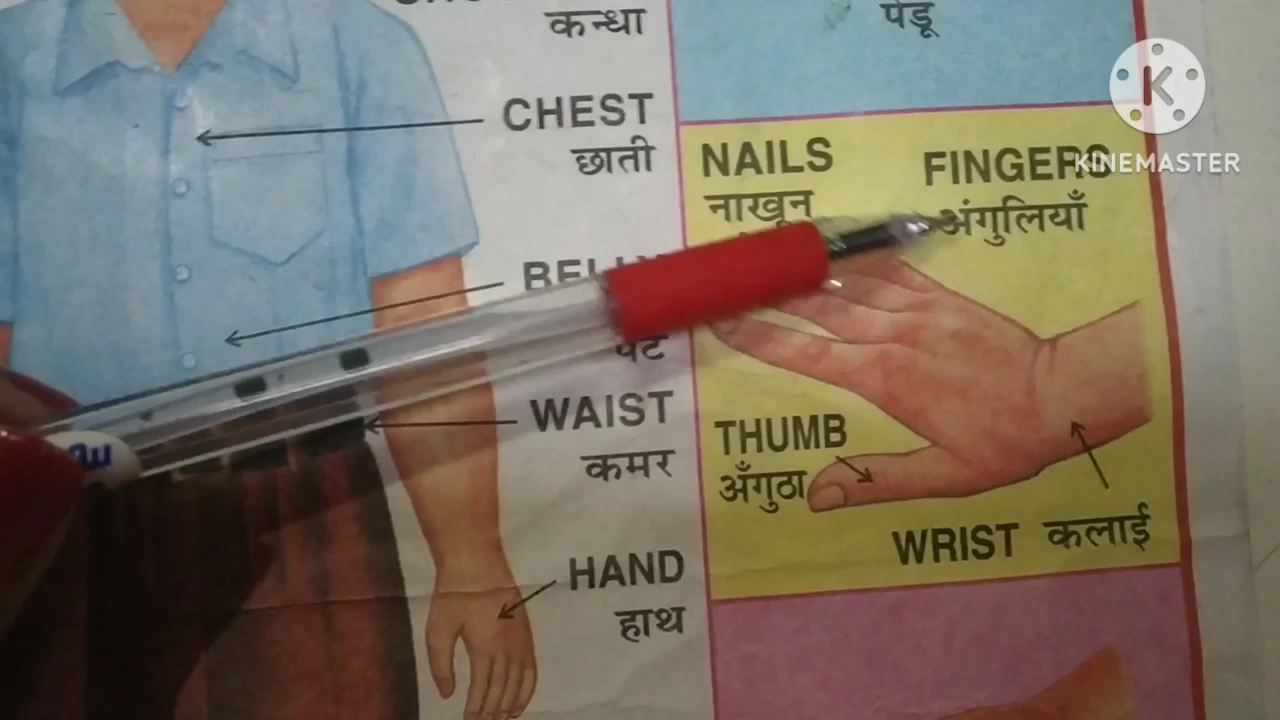 कन्धा
CHEST
छाती
पेट
WAIST
कमर
HAND
हाथ
पेडू
NAILS
नाखून
FINGERS
अंगुलियाँ
THUMB
अँगुठा
WRIST कलाई
K
KINEMASTER